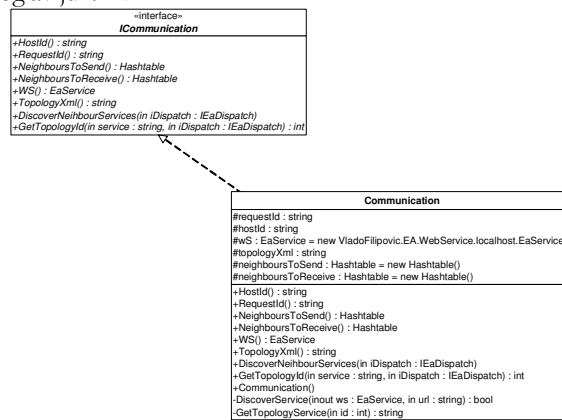 «interface»
ICommunication
+HostId() : string
+RequestId() : string
+NeighboursToSend() : Hashtable
+NeighboursToReceive() : Hashtable
+WS() : EaService
+TopologyXml() : string
+DiscoverNeihbourServices(in iDispatch : IEaDispatch)
+GetTopologyId(in service : string, in iDispatch : IEaDispatch) : int
Communication
#requestId : string
#hostId : string
#wS : EaService = new VladoFilipovic.EA.WebService.localhost.EaService
#topologyXml : string
#neighboursToSend : Hashtable = new Hashtable()
#neighboursToReceive : Hashtable = new Hashtable()
+HostId() : string
+RequestId() : string
+NeighboursToSend() : Hashtable
+NeighboursToReceive() : Hashtable
+WS() : EaService
+TopologyXml() : string
+DiscoverNeihbourServices(in iDispatch : IEaDispatch)
+GetTopologyId(in service : string, in iDispatch : IEaDispatch) : int
+Communication()
-DiscoverService(inout ws : EaService, in url : string) : bool
-GetTopologyService(in id : int) : string